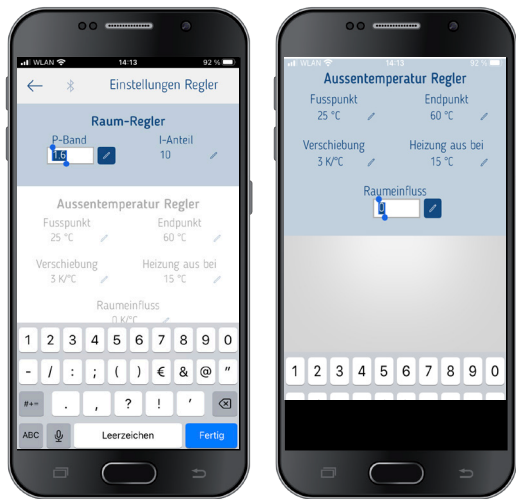 WLAN 14:13 92 %
Einstellungen Regler
Raum-Regler
P-Band I-Anteil
1.6 10
Aussentemperatur Regler
Fusspunkt Endpunkt
25 °C 60 °C
Verschiebung Heizung aus bei
3 K/°C 15 °C
Raumeinfluss
0 K/°C
1 2 3 4 5 6 7 8 9 0
- / : ; ( ) € & @ "
#+= . , ? ! '
ABC Leerzeichen Fertig
WLAN 14:13 92 %
Aussentemperatur Regler
Fusspunkt Endpunkt
25 °C 60 °C
Verschiebung Heizung aus bei
3 K/°C 15 °C
Raumeinfluss
0
1 2 3 4 5 6 7 8 9 0